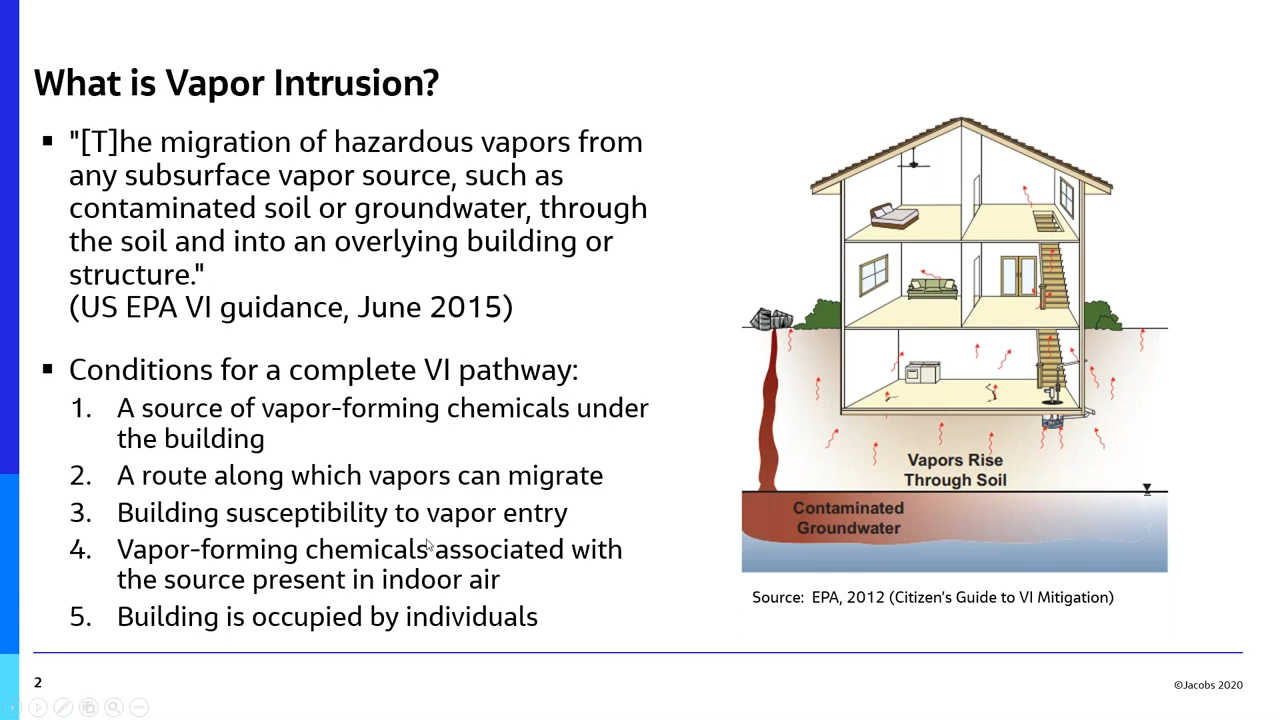 What is Vapor Intrusion?
▪ "[T]he migration of hazardous vapors from
any subsurface vapor source, such as
contaminated soil or groundwater, through
the soil and into an overlying building or
structure."
(US EPA VI guidance, June 2015)
▪ Conditions for a complete VI pathway:
1. A source of vapor-forming chemicals under
the building
2. A route along which vapors can migrate
3. Building susceptibility to vapor entry
4. Vapor-forming chemicals associated with
the source present in indoor air
5. Building is occupied by individuals
Vapors Rise
Through Soil
Contaminated
Groundwater
Source: EPA, 2012 (Citizen's Guide to VI Mitigation)
2
©Jacobs 2020